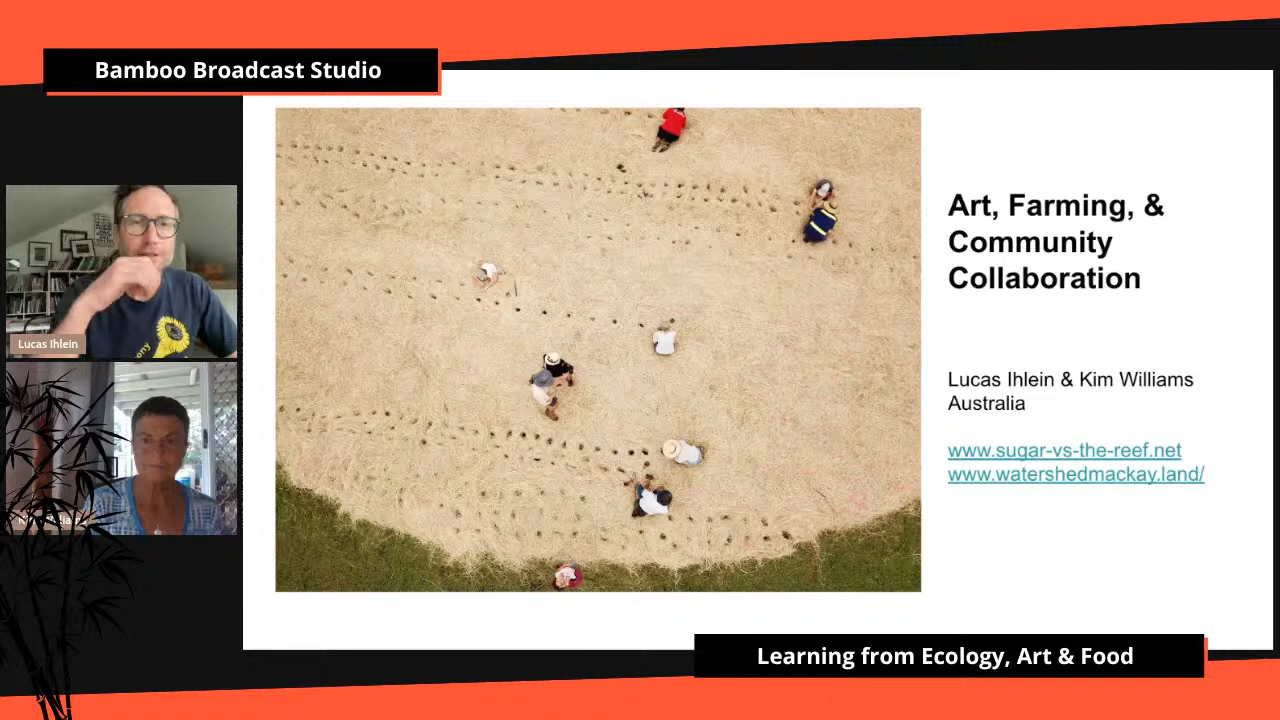 Bamboo Broadcast Studio
Art, Farming, &
Community
Collaboration
Lucas Ihlein
Lucas Ihlein & Kim Williams
Australia
www.sugar-vs-the-reef.net
www.watershedmackay.land/
Learning from Ecology, Art & Food